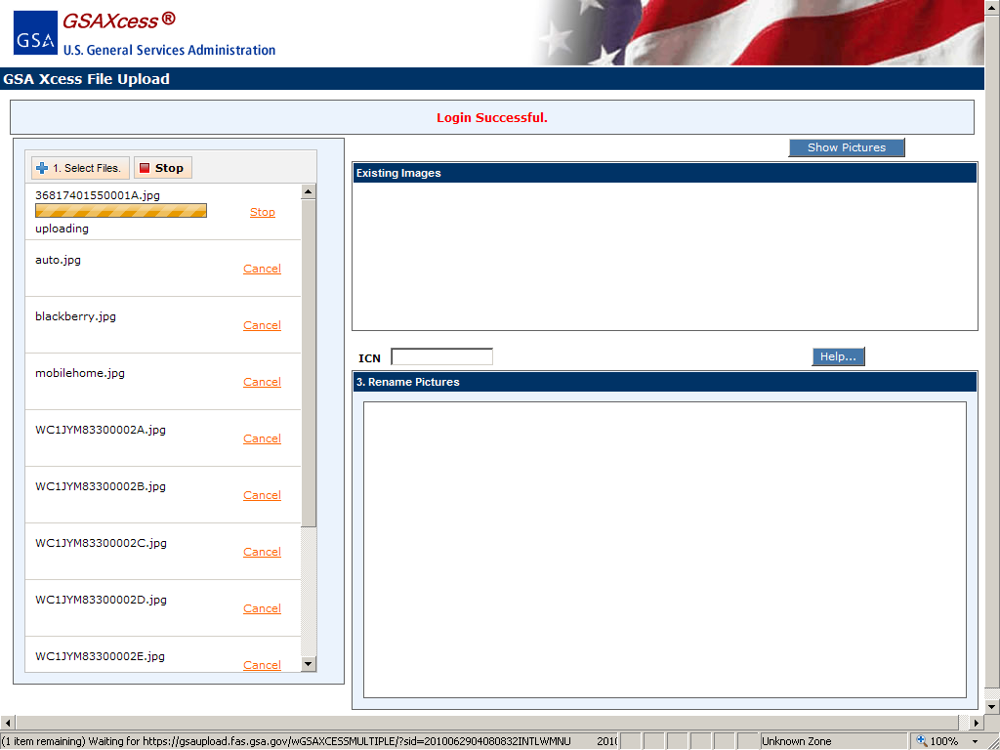 GSAXcess®
GSA
U.S. General Services Administration
GSA Xcess File Upload
Login Successful.
Show Pictures
1. Select Files.
Stop
36817401550001A.jpg
Stop
uploading
auto.jpg
Cancel
blackberry.jpg
Cancel
mobilehome.jpg
Cancel
WC1JYM83300002A.jpg
Cancel
WC1JYM83300002B.jpg
Cancel
WC1JYM83300002C.jpg
Cancel
WC1JYM83300002D.jpg
Cancel
WC1JYM83300002E.jpg
Cancel
Existing Images
ICN
Help...
3. Rename Pictures
(1 item remaining) Waiting for https://gsaupload.fas.gsa.gov/wGSAXCESSMULTIPLE/?sid=2010062904080832INTLWMNU
Unknown Zone
100%